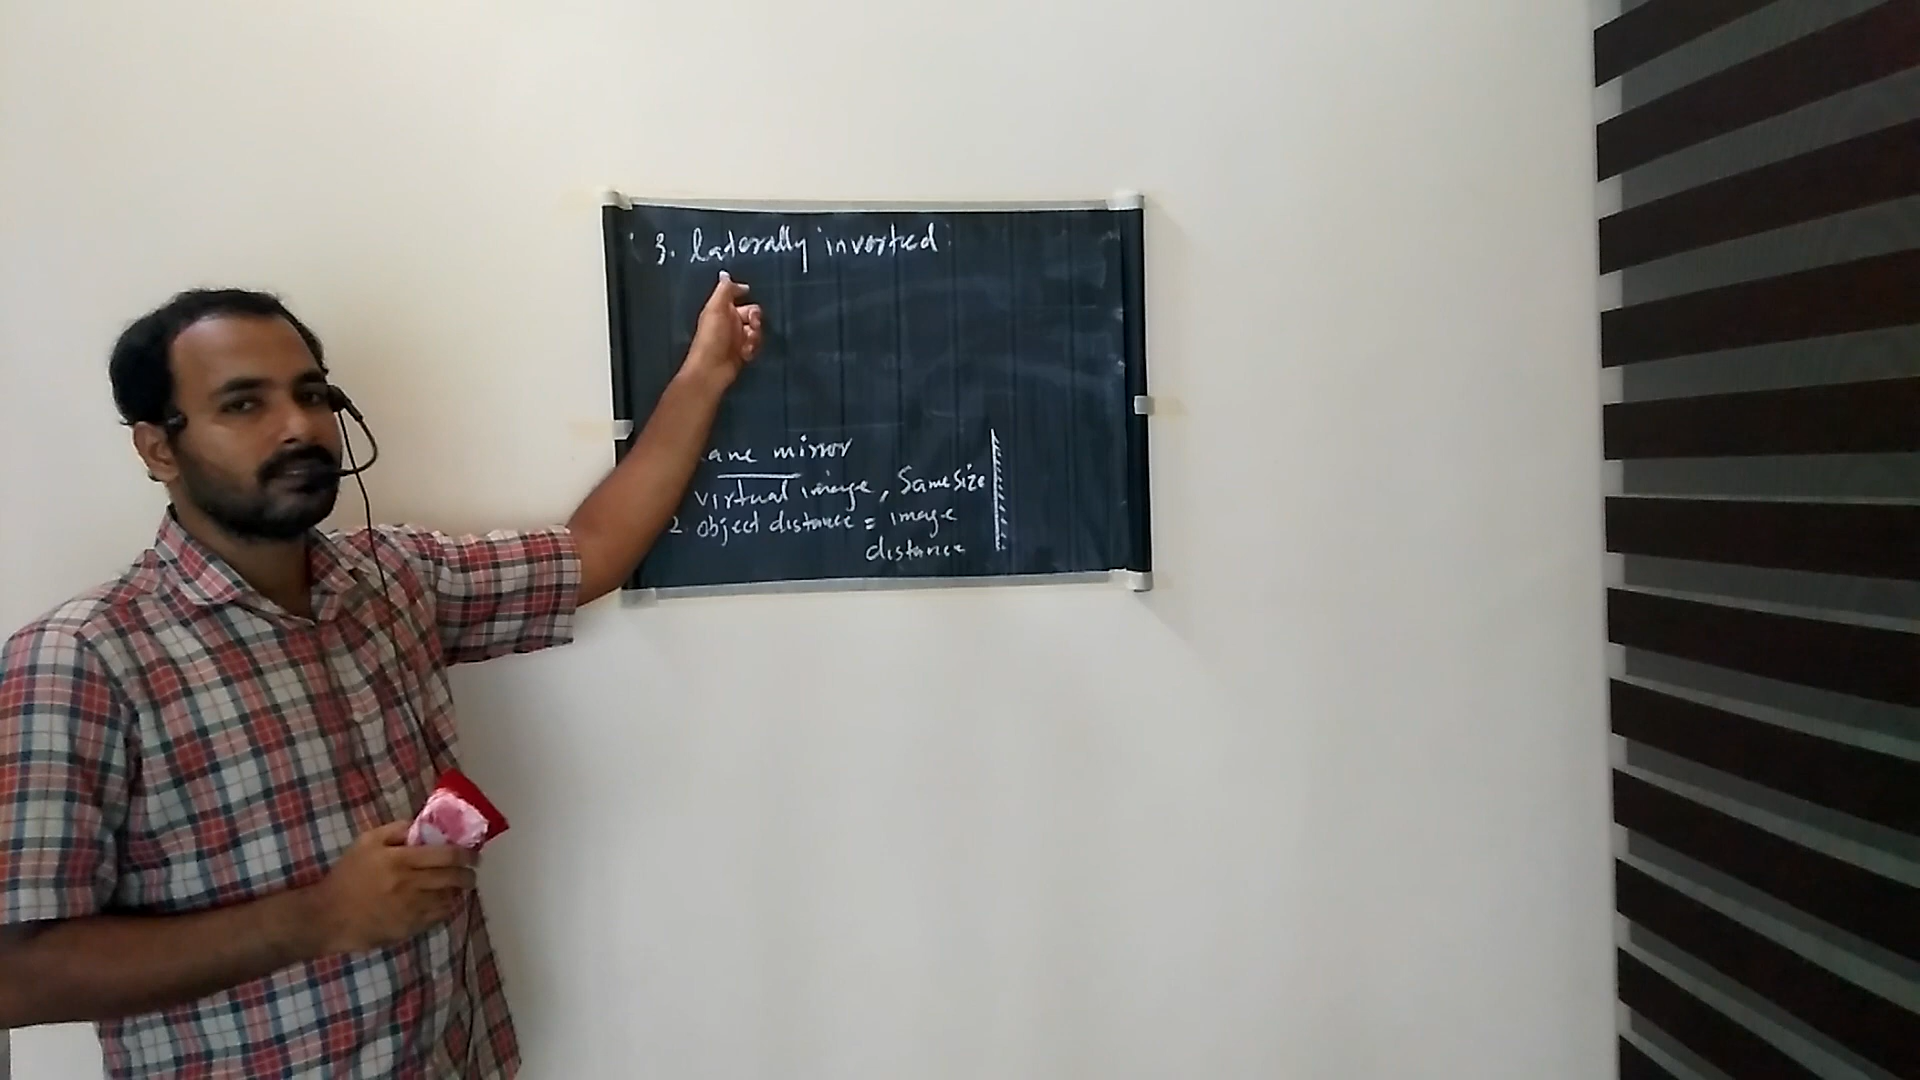 3. laterally inverted
ane mirror
virtual image, Same size
2. object distance = image
distance